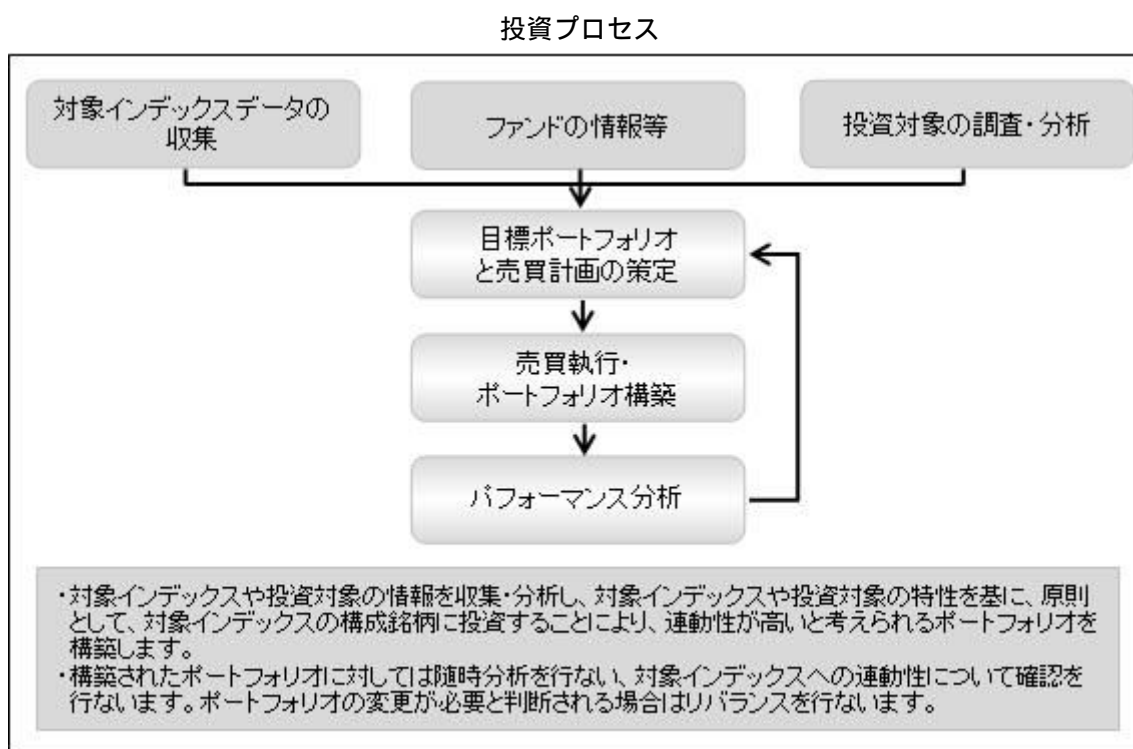 投資プロセス
対象インデックスデータの
収集
ファンドの情報等
投資対象の調査・分析
目標ポートフォリオ
と売買計画の策定
売買執行・
ポートフォリオ構築
パフォーマンス分析
・対象インデックスや投資対象の情報を収集・分析し、対象インデックスや投資対象の特性を基に、原則
として、対象インデックスの構成銘柄に投資することにより、連動性が高いと考えられるポートフォリオを
構築します。
・構築されたポートフォリオに対しては随時分析を行ない、対象インデックスへの連動性について確認を
行ないます。ポートフォリオの変更が必要と判断される場合はリバランスを行ないます。